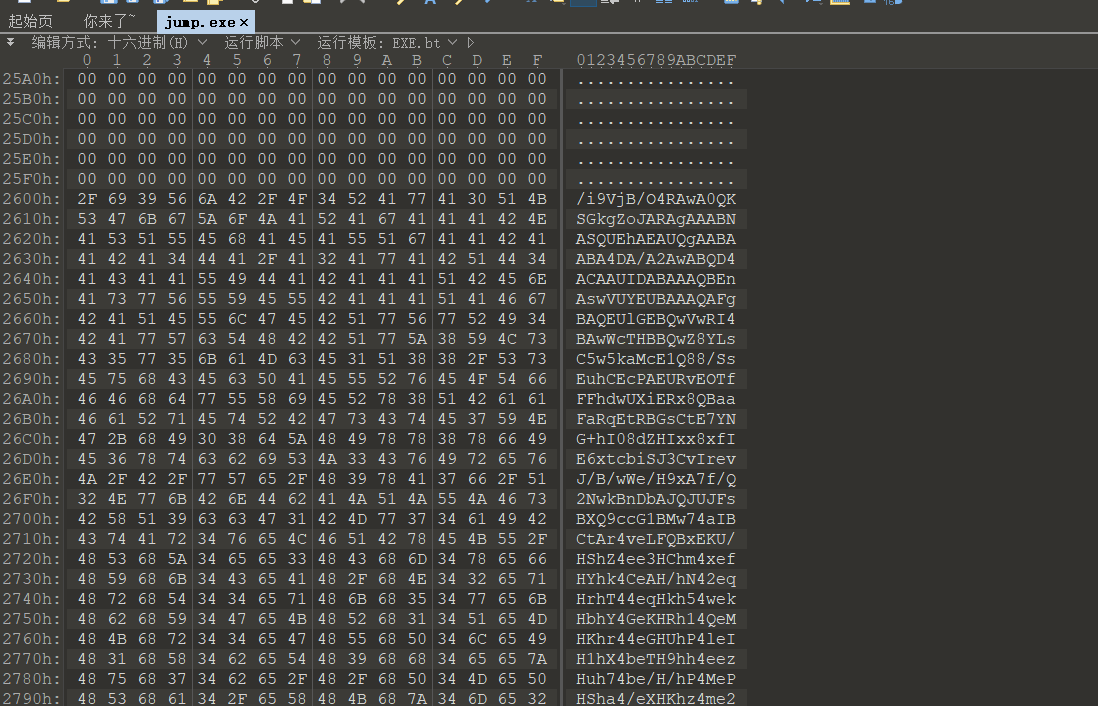 起始页 你来了~ jump.exe ×
编辑方式: 十六进制(H) 运行脚本 运行模板: EXE.bt
0 1 2 3 4 5 6 7 8 9 A B C D E F 0123456789ABCDEF
25A0h: 00 00 00 00 00 00 00 00 00 00 00 00 00 00 00 00 ................
25B0h: 00 00 00 00 00 00 00 00 00 00 00 00 00 00 00 00 ................
25C0h: 00 00 00 00 00 00 00 00 00 00 00 00 00 00 00 00 ................
25D0h: 00 00 00 00 00 00 00 00 00 00 00 00 00 00 00 00 ................
25E0h: 00 00 00 00 00 00 00 00 00 00 00 00 00 00 00 00 ................
25F0h: 00 00 00 00 00 00 00 00 00 00 00 00 00 00 00 00 ................
2600h: 2F 69 39 56 6A 42 2F 4F 34 52 41 77 41 30 51 4B /i9VjB/O4RAwA0QK
2610h: 53 47 6B 67 5A 6F 4A 41 52 41 67 41 41 41 42 4E SGkgZoJARAgAAABN
2620h: 41 53 51 55 45 68 41 45 41 55 51 67 41 41 42 41 ASQUEhAEAUQgAABA
2630h: 41 42 41 34 44 41 2F 41 32 41 77 41 42 51 44 34 ABA4DA/A2AwABQD4
2640h: 41 43 41 41 55 49 44 41 42 41 41 41 51 42 45 6E ACAAUIDABAAAQBEn
2650h: 41 73 77 56 55 59 45 55 42 41 41 41 51 41 46 67 AswVUYEUBAAAQAFg
2660h: 42 41 51 45 55 6C 47 45 42 51 77 56 77 52 49 34 BAQEUlGEBQwVwRI4
2670h: 42 41 77 57 63 54 48 42 42 51 77 5A 38 59 4C 73 BAwWcTHBBQwZ8YLs
2680h: 43 35 77 35 6B 61 4D 63 45 31 51 38 38 2F 53 73 C5w5kaMcE1Q88/Ss
2690h: 45 75 68 43 45 63 50 41 45 55 52 76 45 4F 54 66 EuhCEcPAEURvEOTf
26A0h: 46 46 68 64 77 55 58 69 45 52 78 38 51 42 61 61 FFhdwUXiERx8QBaa
26B0h: 46 61 52 71 45 74 52 42 47 73 43 74 45 37 59 4E FaRqEtRBGsCtE7YN
26C0h: 47 2B 68 49 30 38 64 5A 48 49 78 78 38 78 66 49 G+hI08dZHIxx8xfI
26D0h: 45 36 78 74 63 62 69 53 4A 33 43 76 49 72 65 76 E6xtcbiSJ3CvIrev
26E0h: 4A 2F 42 2F 77 57 65 2F 48 39 78 41 37 66 2F 51 J/B/wWe/H9xA7f/Q
26F0h: 32 4E 77 6B 42 6E 44 62 41 4A 51 4A 55 4A 46 73 2NwkBnDbAJQJUJFs
2700h: 42 58 51 39 63 63 47 31 42 4D 77 37 34 61 49 42 BXQ9ccG1BMw74aIB
2710h: 43 74 41 72 34 76 65 4C 46 51 42 78 45 4B 55 2F CtAr4veLFQBxEKU/
2720h: 48 53 68 5A 34 65 65 33 48 43 68 6D 34 78 65 66 HShZ4ee3HChm4xef
2730h: 48 59 68 6B 34 43 65 41 48 2F 68 4E 34 32 65 71 HYhk4CeAH/hN42eq
2740h: 48 72 68 54 34 34 65 71 48 6B 68 35 34 77 65 6B HrhT44eqHkh54wek
2750h: 48 62 68 59 34 47 65 4B 48 52 68 31 34 51 65 4D HbhY4GeKHRh14QeM
2760h: 48 4B 68 72 34 34 65 47 48 55 68 50 34 6C 65 49 HKhr44eGHUhP4leI
2770h: 48 31 68 58 34 62 65 54 48 39 68 68 34 65 65 7A H1hX4beTH9hh4eez
2780h: 48 75 68 37 34 62 65 2F 48 2F 68 50 34 4D 65 50 Huh74be/H/hP4MeP
2790h: 48 53 68 61 34 2F 65 58 48 4B 68 7A 34 6D 65 32 HSha4/eXHKhz4me2